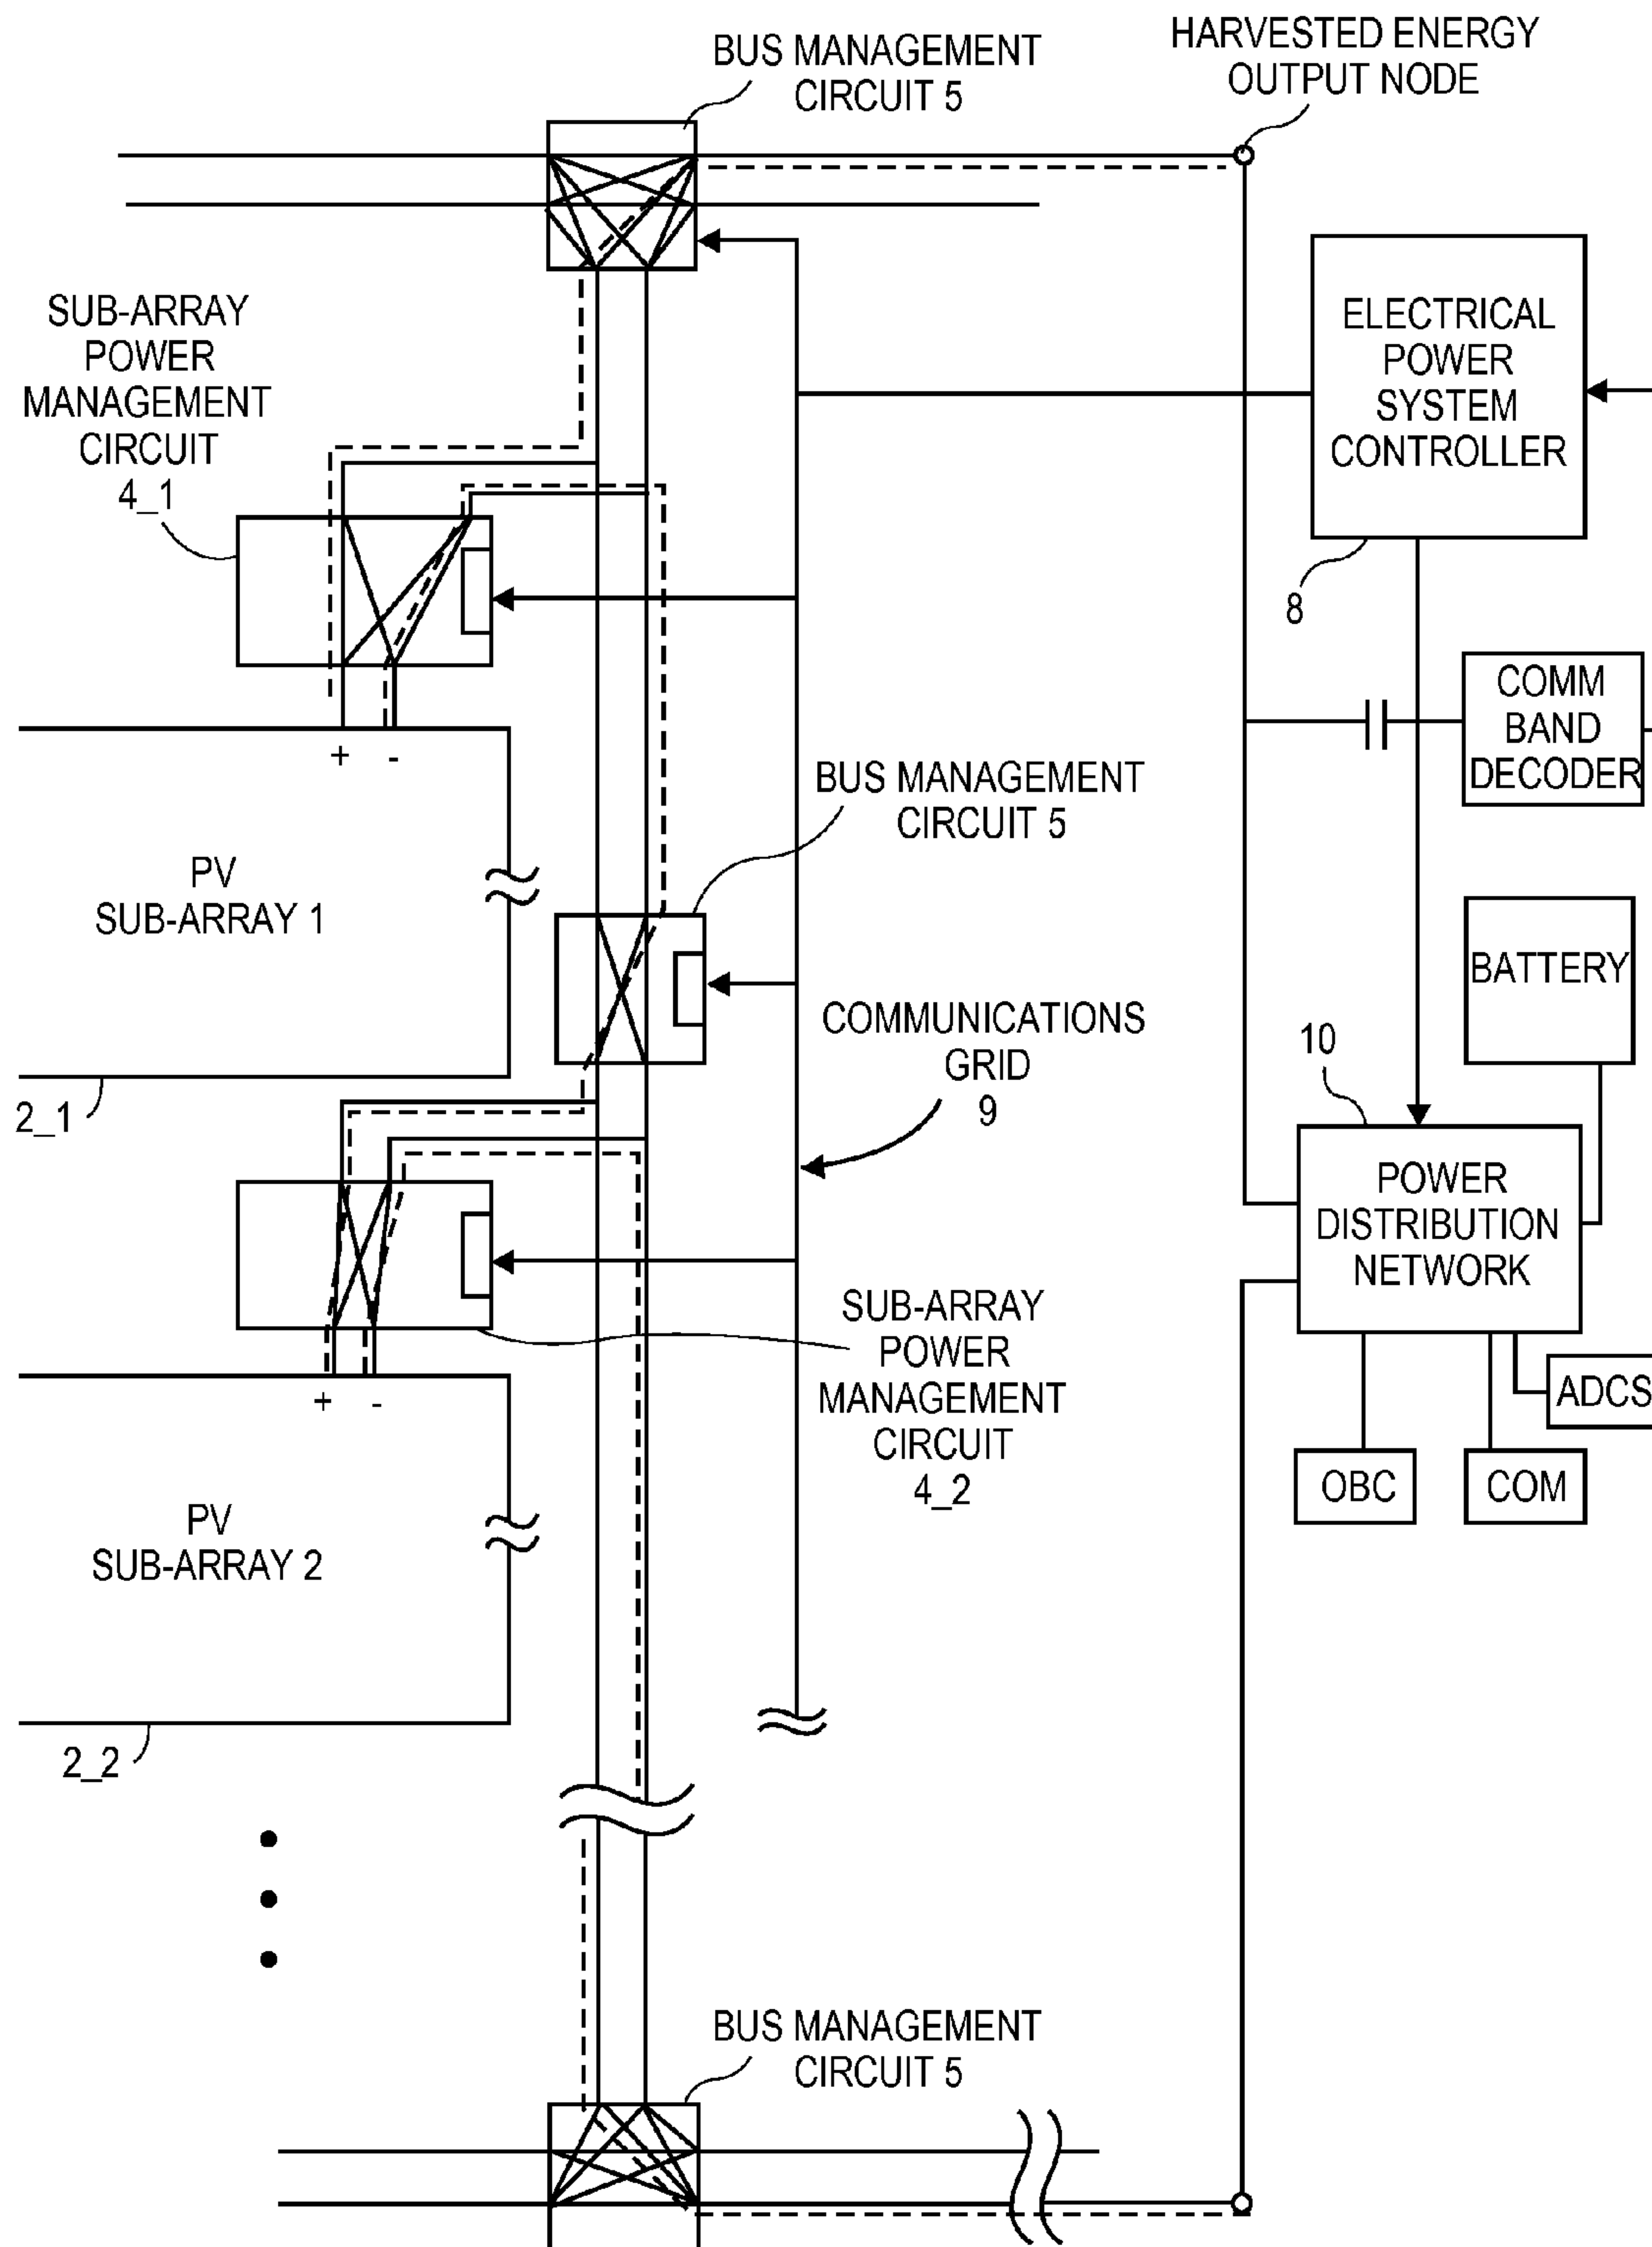 BUS MANAGEMENT
CIRCUIT 5
HARVESTED ENERGY
OUTPUT NODE
SUB-ARRAY
POWER
MANAGEMENT
CIRCUIT
4_1
ELECTRICAL
POWER
SYSTEM
CONTROLLER
8
COMM
BAND
DECODER
+ -
PV
SUB-ARRAY 1
2_1
BUS MANAGEMENT
CIRCUIT 5
BATTERY
COMMUNICATIONS
GRID
9
10
POWER
DISTRIBUTION
NETWORK
SUB-ARRAY
POWER
MANAGEMENT
CIRCUIT
4_2
ADCS
OBC
COM
+ -
PV
SUB-ARRAY 2
2_2
BUS MANAGEMENT
CIRCUIT 5